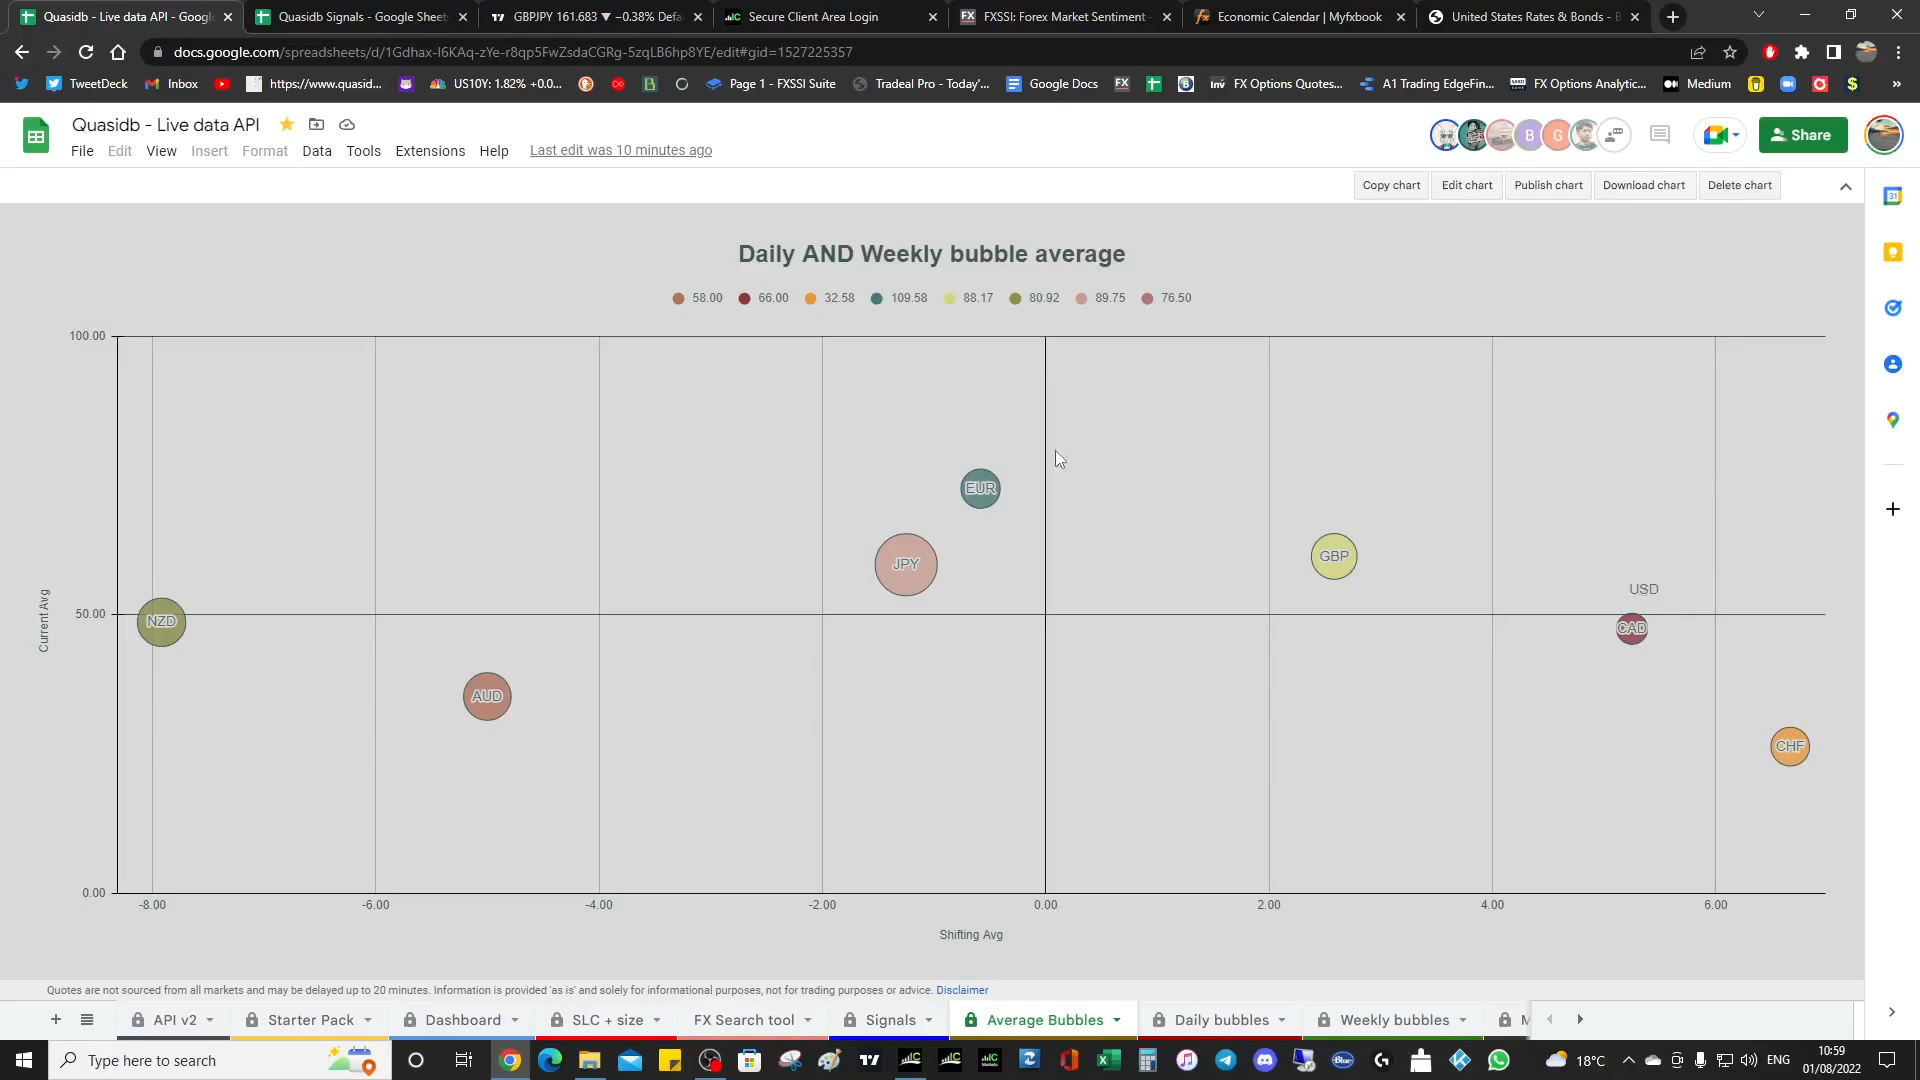 Quasidb - Live data API - Googl
Quasidb Signals - Google Sheet
GBPJPY 161.683 ▼ −0.38% Defa
Secure Client Area Login
FXSSI: Forex Market Sentiment -
Economic Calendar | Myfxbook
United States Rates & Bonds - B
docs.google.com/spreadsheets/d/1Gdhax-I6KAq-zYe-r8qp5FwZsdaCGRg-5zqLB6hp8YE/edit#gid=1527225357
TweetDeck
Inbox
https://www.quasid...
US10Y: 1.82% +0.0...
Page 1 - FXSSI Suite
Tradeal Pro - Today'...
Google Docs
FX
Inv FX Options Quotes...
A1 Trading EdgeFin...
FX Options Analytic...
Medium
»
Quasidb - Live data API
File Edit View Insert Format Data Tools Extensions Help Last edit was 10 minutes ago
B
G
Share
Copy chart
Edit chart
Publish chart
Download chart
Delete chart
31
Daily AND Weekly bubble average
58.00 66.00 32.58 109.58 88.17 80.92 89.75 76.50
100.00
EUR
GBP
JPY
USD
50.00
NZD
CAD
AUD
CHF
Current Avg
0.00
-8.00 -6.00 -4.00 -2.00 0.00 2.00 4.00 6.00
Shifting Avg
Quotes are not sourced from all markets and may be delayed up to 20 minutes. Information is provided 'as is' and solely for informational purposes, not for trading purposes or advice. Disclaimer
API v2
Starter Pack
Dashboard
SLC + size
FX Search tool
Signals
Average Bubbles
Daily bubbles
Weekly bubbles
Type here to search
18°C
ENG
10:59
01/08/2022